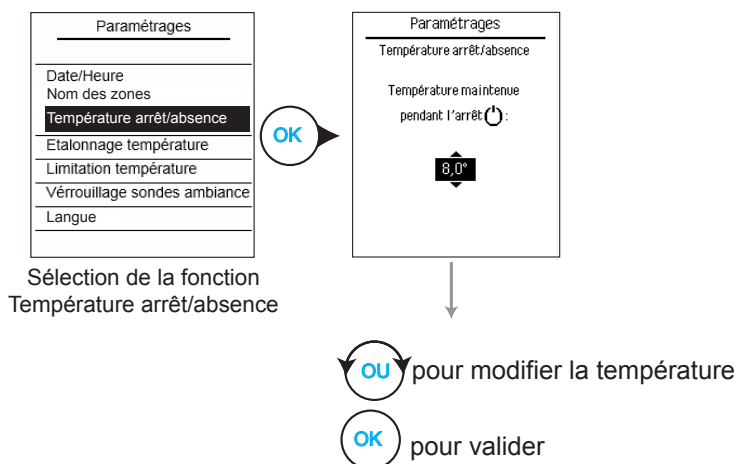 Paramétrages
Date/Heure
Nom des zones
Température arrêt/absence
Etalonnage température
Limitation température
Vérrouillage sondes ambiance
Langue
Sélection de la fonction
Température arrêt/absence
OK
Paramétrages
Température arrêt/absence
Température maintenue
pendant l'arrêt :
8,0°
OU pour modifier la température
OK pour valider